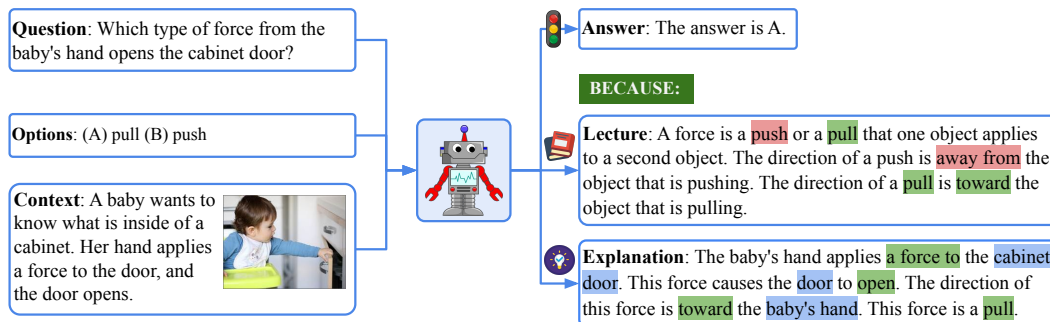 Question: Which type of force from the
baby's hand opens the cabinet door?
Options: (A) pull (B) push
Context: A baby wants to
know what is inside of a
cabinet. Her hand applies
a force to the door, and
the door opens.
Answer: The answer is A.
BECAUSE:
Lecture: A force is a push or a pull that one object applies
to a second object. The direction of a push is away from the
object that is pushing. The direction of a pull is toward the
object that is pulling.
Explanation: The baby's hand applies a force to the cabinet
door. This force causes the door to open. The direction of
this force is toward the baby's hand. This force is a pull.